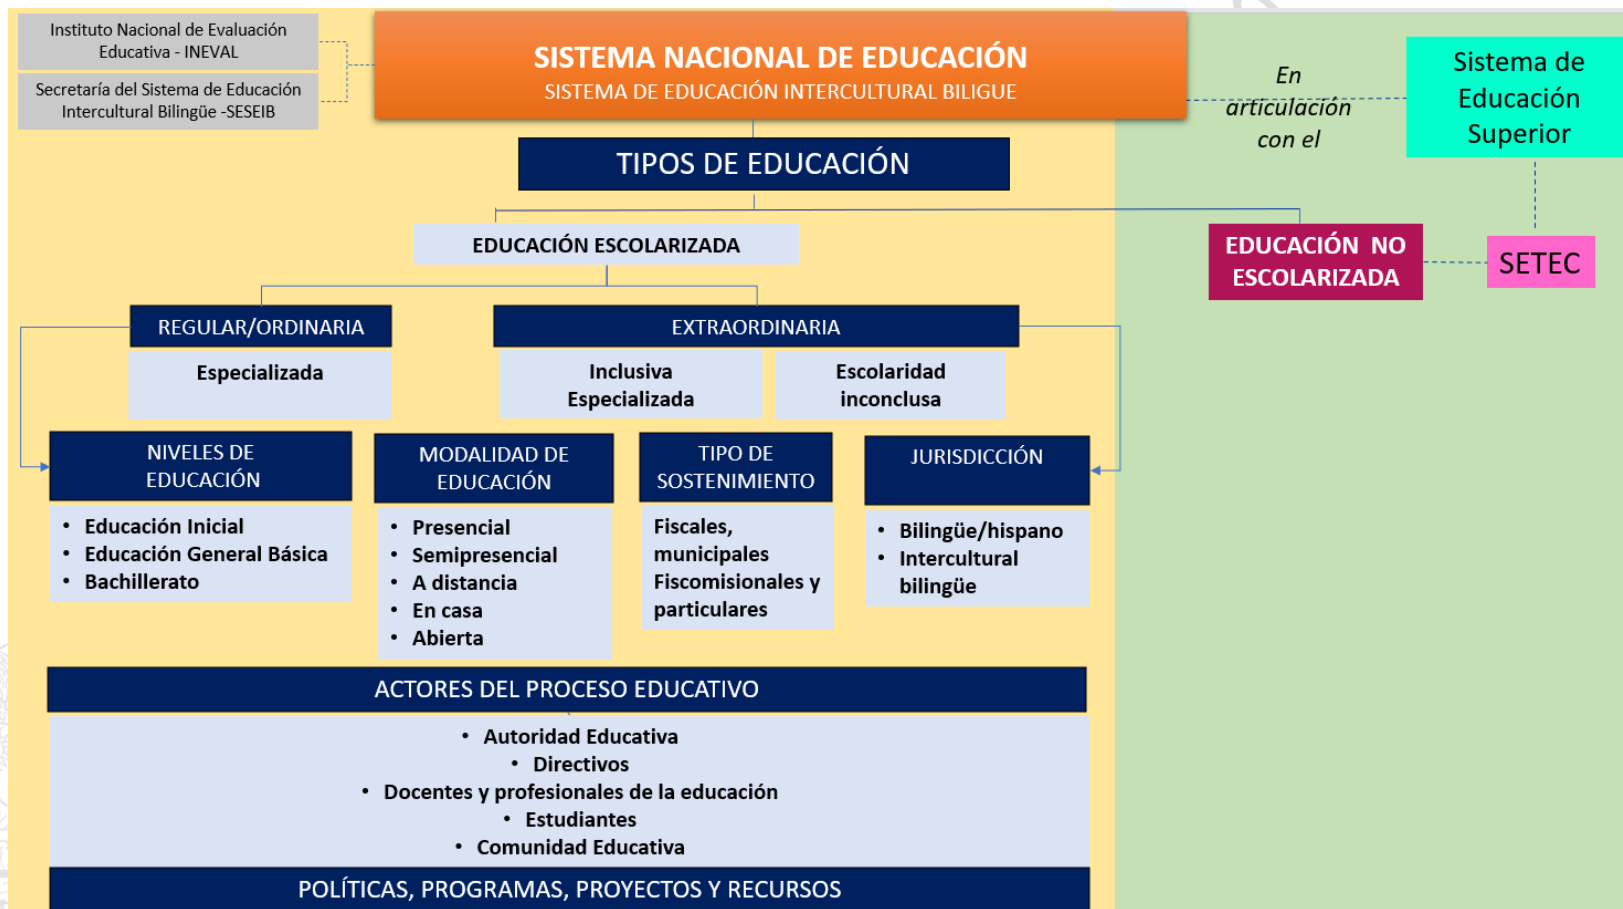 Instituto Nacional de Evaluación
Educativa - INEVAL
Secretaría del Sistema de Educación
Intercultural Bilingüe -SESEIB
SISTEMA NACIONAL DE EDUCACIÓN
SISTEMA DE EDUCACIÓN INTERCULTURAL BILIGUE
En
articulación
con el
Sistema de
Educación
Superior
TIPOS DE EDUCACIÓN
EDUCACIÓN ESCOLARIZADA
EDUCACIÓN NO
ESCOLARIZADA
SETEC
REGULAR/ORDINARIA
Especializada
EXTRAORDINARIA
Inclusiva
Especializada
Escolaridad
inconclusa
NIVELES DE
EDUCACIÓN
• Educación Inicial
• Educación General Básica
• Bachillerato
MODALIDAD DE
EDUCACIÓN
• Presencial
• Semipresencial
• A distancia
• En casa
• Abierta
TIPO DE
SOSTENIMIENTO
Fiscales,
municipales
Fiscomisionales y
particulares
JURISDICCIÓN
• Bilingüe/hispano
• Intercultural
bilingüe
ACTORES DEL PROCESO EDUCATIVO
• Autoridad Educativa
• Directivos
• Docentes y profesionales de la educación
• Estudiantes
• Comunidad Educativa
POLÍTICAS, PROGRAMAS, PROYECTOS Y RECURSOS